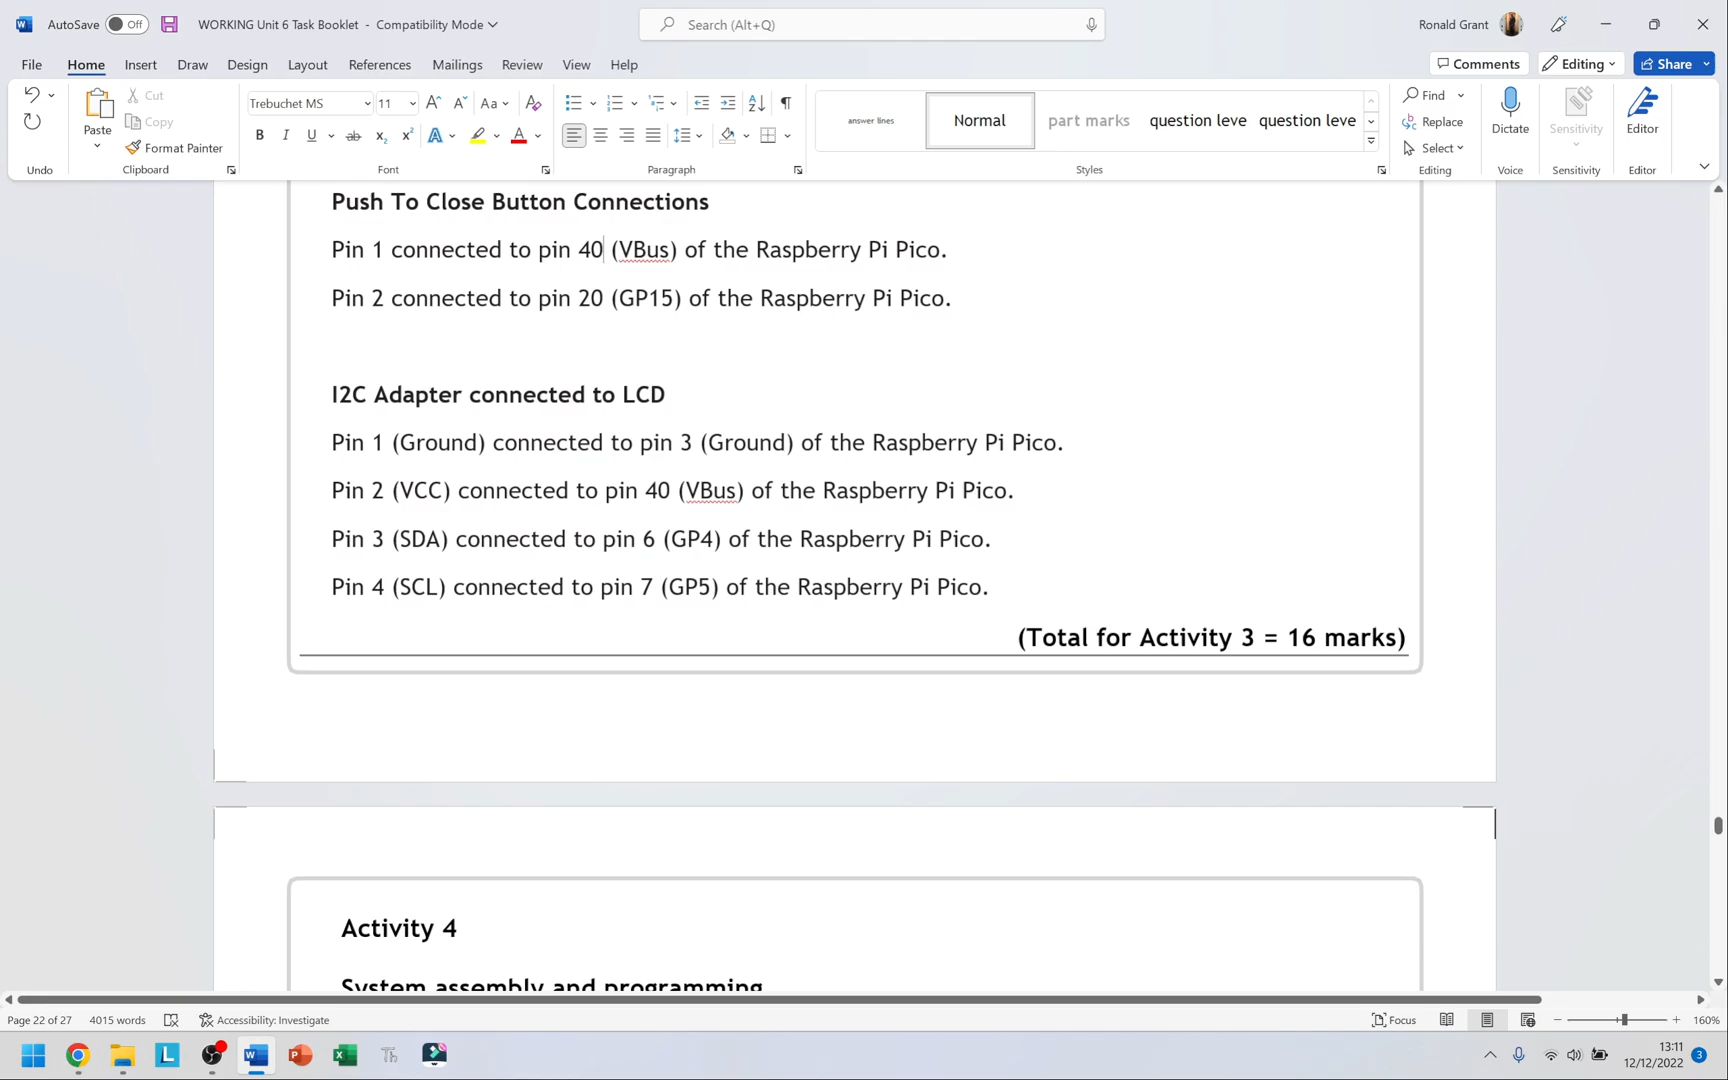 AutoSave Off WORKING Unit 6 Task Booklet - Compatibility Mode Search (Alt+Q) Ronald Grant
File Home Insert Draw Design Layout References Mailings Review View Help Comments Editing Share
Paste Cut Copy Format Painter
Trebuchet MS 11 Aa
B I U ab x₂ x² A A
answer lines Normal part marks question leve question leve
Find Replace Select Dictate Sensitivity Editor
Undo Clipboard Font Paragraph Styles Editing Voice Sensitivity Editor
Push To Close Button Connections
Pin 1 connected to pin 40 (VBus) of the Raspberry Pi Pico.
Pin 2 connected to pin 20 (GP15) of the Raspberry Pi Pico.
I2C Adapter connected to LCD
Pin 1 (Ground) connected to pin 3 (Ground) of the Raspberry Pi Pico.
Pin 2 (VCC) connected to pin 40 (VBus) of the Raspberry Pi Pico.
Pin 3 (SDA) connected to pin 6 (GP4) of the Raspberry Pi Pico.
Pin 4 (SCL) connected to pin 7 (GP5) of the Raspberry Pi Pico.
(Total for Activity 3 = 16 marks)
Activity 4
System assembly and programming
Page 22 of 27 4015 words Accessibility: Investigate Focus 160%
13:11
12/12/2022 3